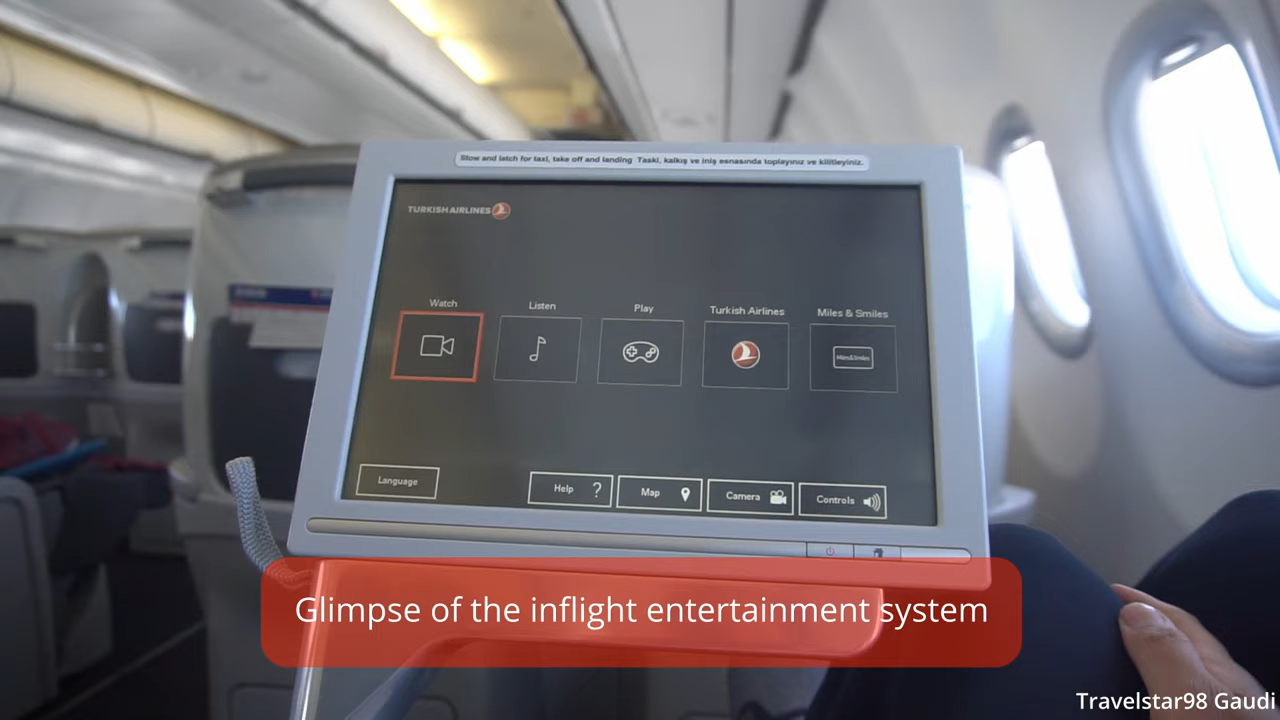 Stow and latch for taxi, take off and landing Taski, kalkış ve iniş esnasında toplayınız ve kilitleyiniz.
TURKISH AIRLINES
Watch
Listen
Play
Turkish Airlines
Miles & Smiles
Miles&Smiles
Language
Help ?
Map
Camera
Controls
Glimpse of the inflight entertainment system
Travelstar98 Gaudi